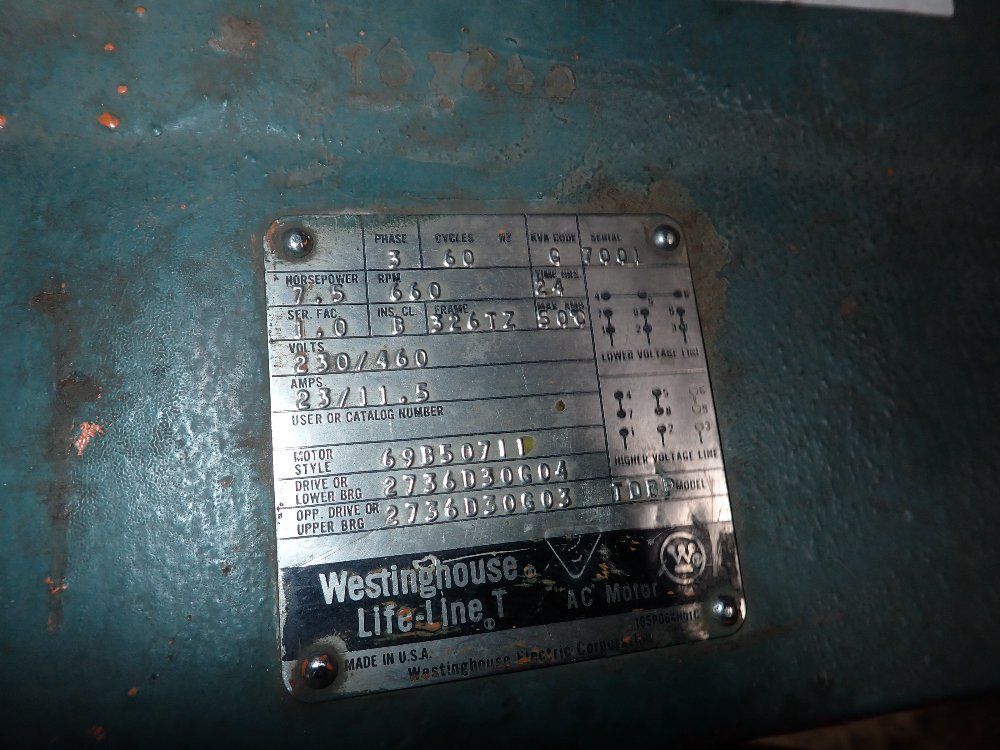 PHASE CYCLES HZ KVA CODE SERIAL
3 60 G 7001
HORSEPOWER RPM TIME HRS.
7.5 660 24
SER. FAC. INS. CL. FRAME MAX. AMB.
1.0 B 326TZ 50C
VOLTS
230/460
LOWER VOLTAGE LINE
AMPS.
23/11.5
USER OR CATALOG NUMBER
MOTOR STYLE 69B50711
HIGHER VOLTAGE LINE
DRIVE OR LOWER BRG 2736D30G04
MODEL
OPP. DRIVE OR UPPER BRG 2736D30G03
Westinghouse®
Life-Line T®
AC Motor
W
MADE IN U.S.A.
Westinghouse Electric Corporation